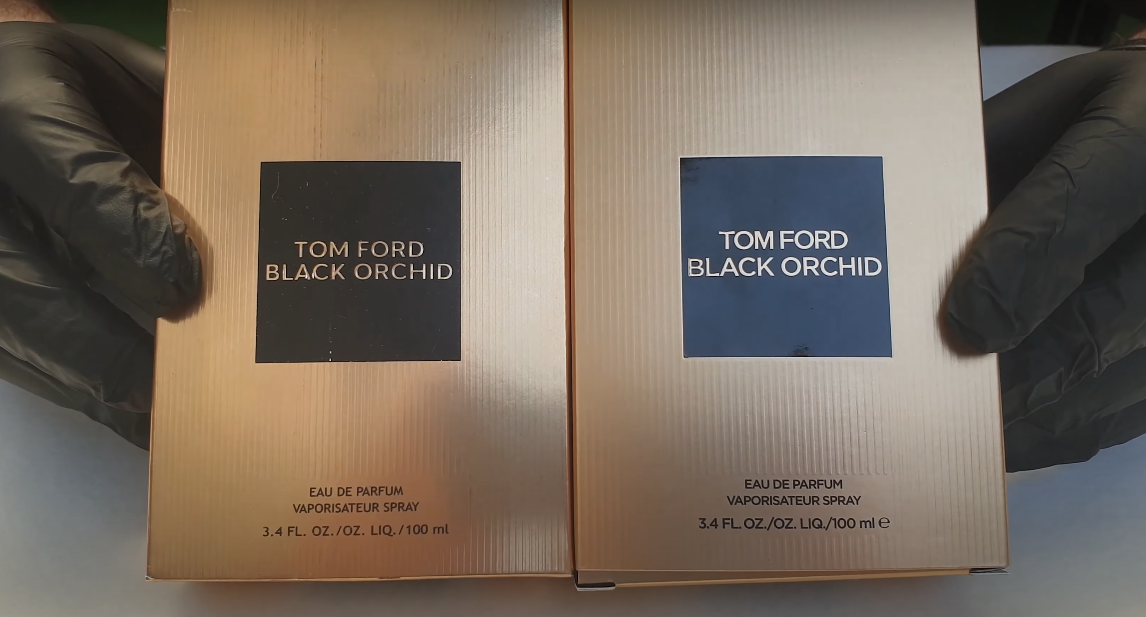 TOM FORD
BLACK ORCHID
EAU DE PARFUM
VAPORISATEUR SPRAY
3.4 FL. OZ./OZ. LIQ./100 ml
TOM FORD
BLACK ORCHID
EAU DE PARFUM
VAPORISATEUR SPRAY
3.4 FL. OZ./OZ. LIQ./100 ml ℮